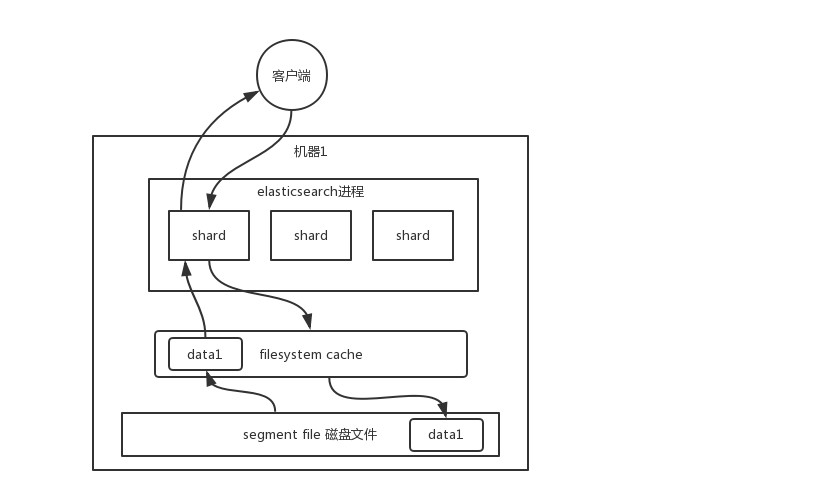 客户端
机器1
elasticsearch进程
shard
shard
shard
data1
filesystem cache
segment file 磁盘文件
data1